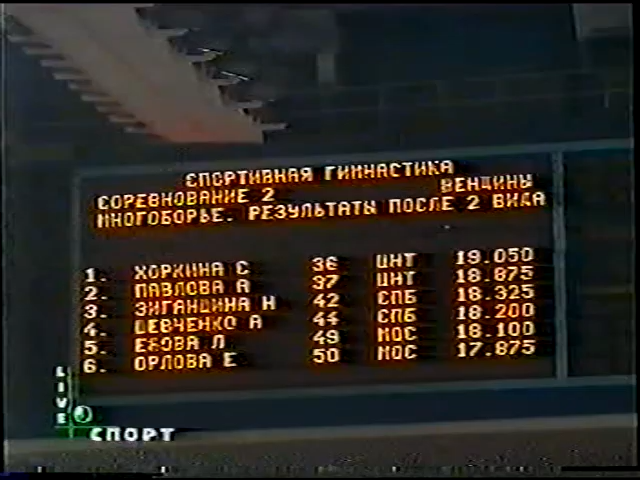 СПОРТИВНАЯ ГИМНАСТИКА
СОРЕВНОВАНИЕ 2 ЖЕНЩИНЫ
МНОГОБОРЬЕ. РЕЗУЛЬТАТЫ ПОСЛЕ 2 ВИДА
1. ХОРКИНА С 36 ЦНТ 19.050
2. ПАВЛОВА А 37 ЦНТ 18.875
3. ЗИГАНШИНА Н 42 СПБ 18.325
4. ШЕВЧЕНКО А 44 СПБ 18.200
5. ЕЖОВА Л 49 МОС 18.100
6. ОРЛОВА Е 50 МОС 17.875
LIVE
СПОРТ